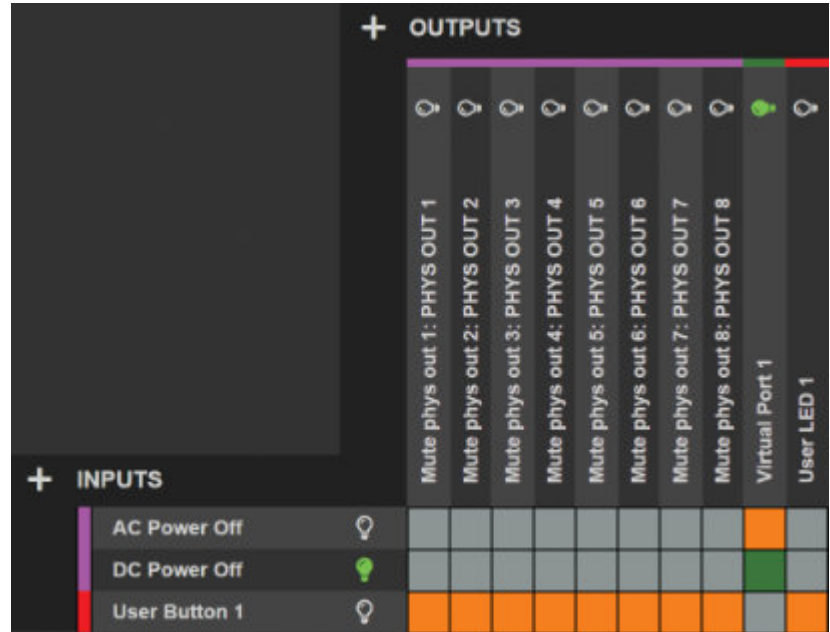 + OUTPUTS
Mute phys out 1: PHYS OUT 1
Mute phys out 2: PHYS OUT 2
Mute phys out 3: PHYS OUT 3
Mute phys out 4: PHYS OUT 4
Mute phys out 5: PHYS OUT 5
Mute phys out 6: PHYS OUT 6
Mute phys out 7: PHYS OUT 7
Mute phys out 8: PHYS OUT 8
Virtual Port 1
User LED 1
+ INPUTS
AC Power Off
DC Power Off
User Button 1